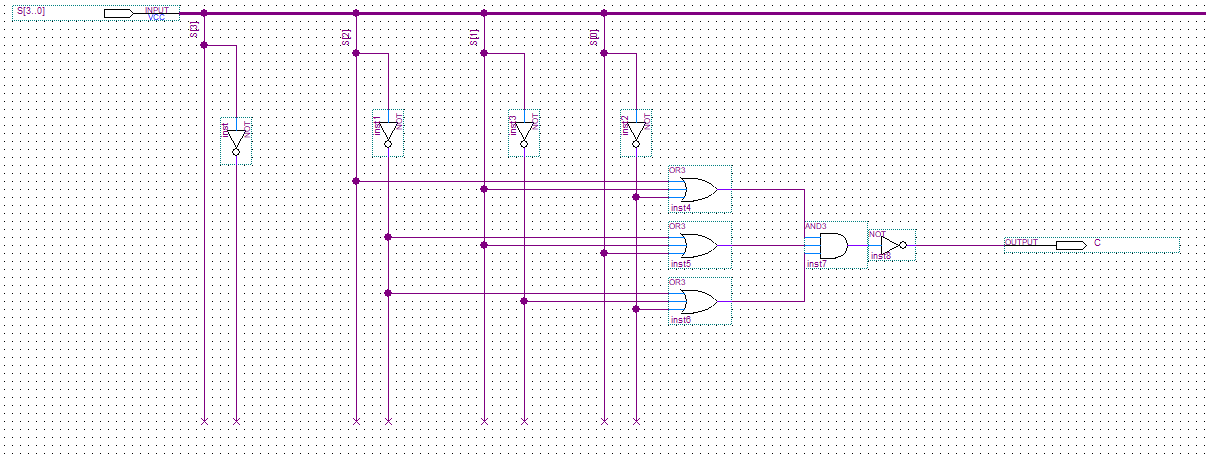 S[3..0]
INPUT
VCC
S[3]
S[2]
S[1]
S[0]
inst
NOT
inst1
NOT
inst3
NOT
inst2
NOT
OR3
inst4
OR3
inst5
OR3
inst6
AND3
inst7
NOT
inst8
OUTPUT
C